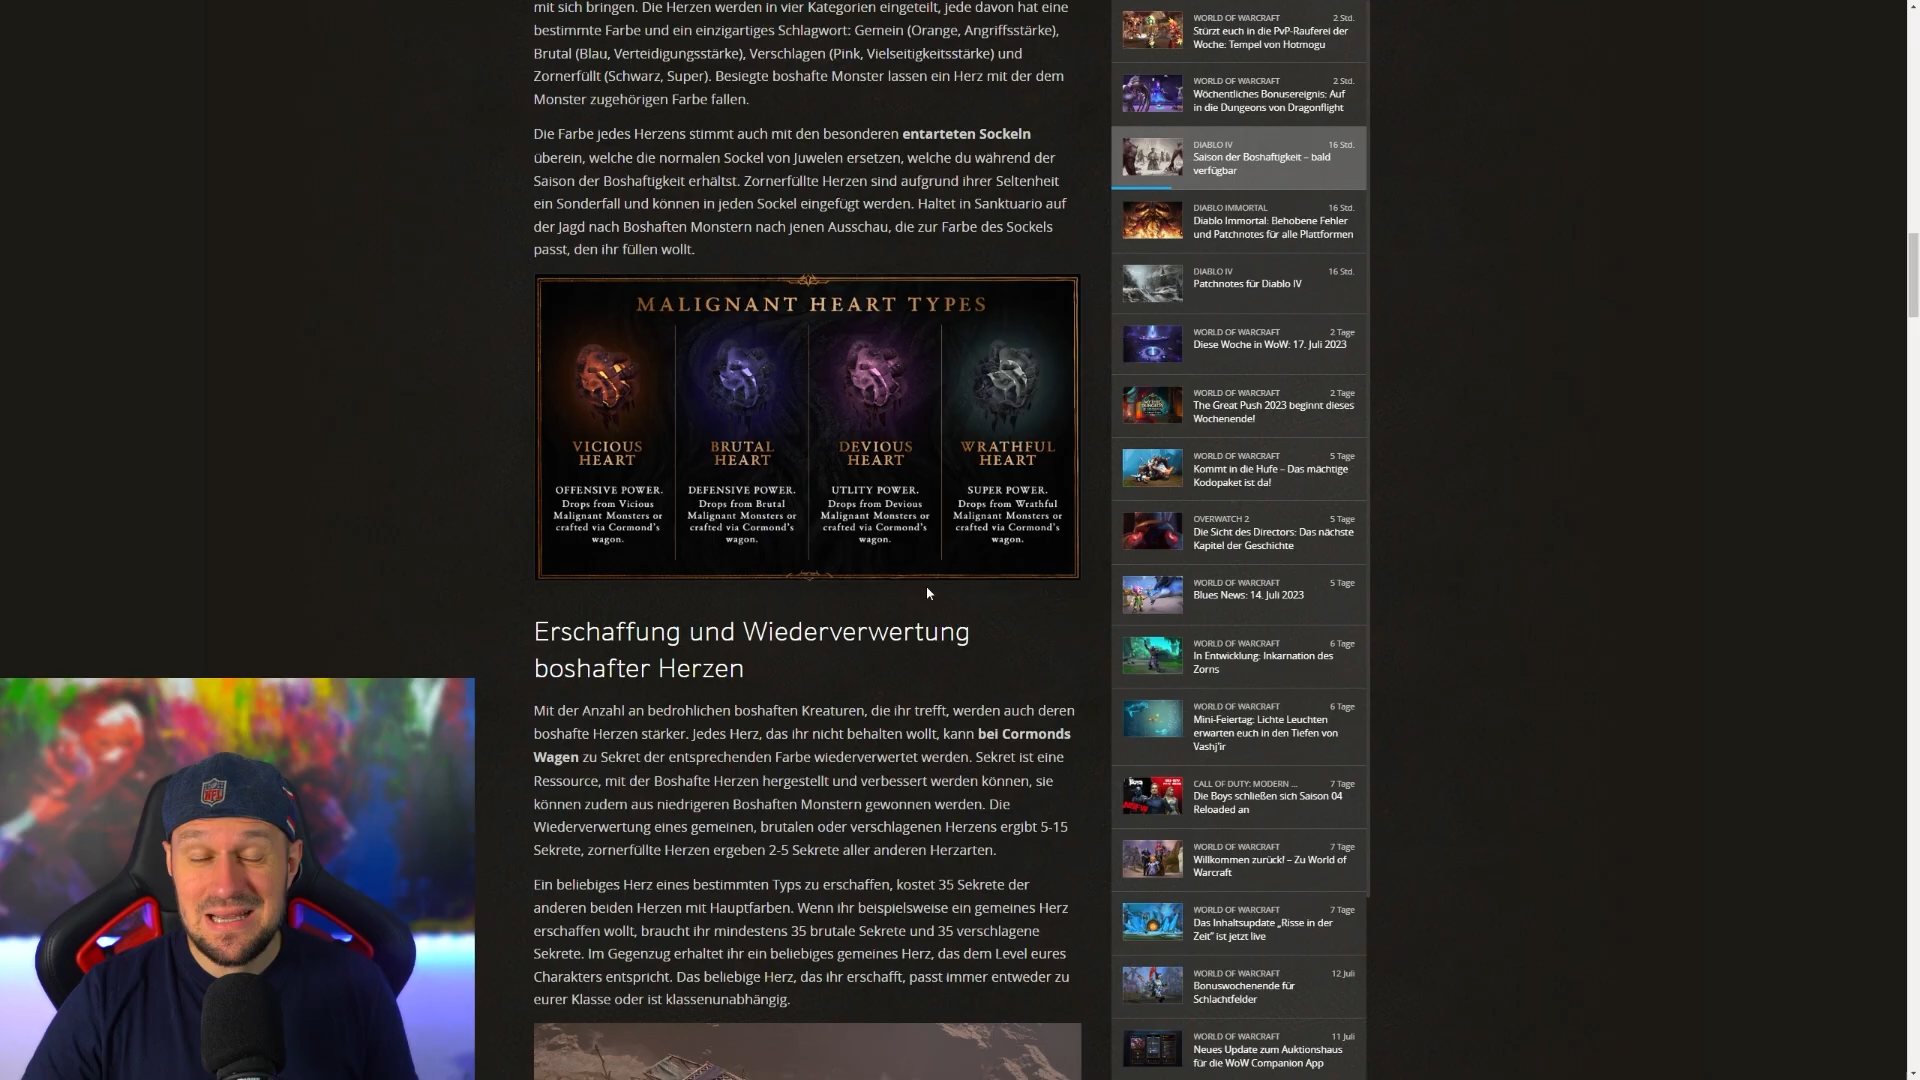 mit sich bringen. Die Herzen werden in vier Kategorien eingeteilt, jede davon hat eine
bestimmte Farbe und ein einzigartiges Schlagwort: Gemein (Orange, Angriffsstärke),
Brutal (Blau, Verteidigungsstärke), Verschlagen (Pink, Vielseitigkeitsstärke) und
Zornerfüllt (Schwarz, Super). Besiegte boshafte Monster lassen ein Herz mit der dem
Monster zugehörigen Farbe fallen.
Die Farbe jedes Herzens stimmt auch mit den besonderen entarteten Sockeln
überein, welche die normalen Sockel von Juwelen ersetzen, welche du während der
Saison der Boshaftigkeit erhältst. Zornerfüllte Herzen sind aufgrund ihrer Seltenheit
ein Sonderfall und können in jeden Sockel eingefügt werden. Haltet in Sanktuario auf
der Jagd nach Boshaften Monstern nach jenen Ausschau, die zur Farbe des Sockels
passt, den ihr füllen wollt.
MALIGNANT HEART TYPES
VICIOUS
HEART
OFFENSIVE POWER.
Drops from Vicious
Malignant Monsters or
crafted via Cormond's
wagon.
BRUTAL
HEART
DEFENSIVE POWER.
Drops from Brutal
Malignant Monsters or
crafted via Cormond's
wagon.
DEVIOUS
HEART
UTLITY POWER.
Drops from Devious
Malignant Monsters or
crafted via Cormond's
wagon.
WRATHFUL
HEART
SUPER POWER.
Drops from Wrathful
Malignant Monsters or
crafted via Cormond's
wagon.
Erschaffung und Wiederverwertung
boshafter Herzen
Mit der Anzahl an bedrohlichen boshaften Kreaturen, die ihr trefft, werden auch deren
boshafte Herzen stärker. Jedes Herz, das ihr nicht behalten wollt, kann bei Cormonds
Wagen zu Sekret der entsprechenden Farbe wiederverwertet werden. Sekret ist eine
Ressource, mit der Boshafte Herzen hergestellt und verbessert werden können, sie
können zudem aus niedrigeren Boshaften Monstern gewonnen werden. Die
Wiederverwertung eines gemeinen, brutalen oder verschlagenen Herzens ergibt 5-15
Sekrete, zornerfüllte Herzen ergeben 2-5 Sekrete aller anderen Herzarten.
Ein beliebiges Herz eines bestimmten Typs zu erschaffen, kostet 35 Sekrete der
anderen beiden Herzen mit Hauptfarben. Wenn ihr beispielsweise ein gemeines Herz
erschaffen wollt, braucht ihr mindestens 35 brutale Sekrete und 35 verschlagene
Sekrete. Im Gegenzug erhaltet ihr ein beliebiges gemeines Herz, das dem Level eures
Charakters entspricht. Das beliebige Herz, das ihr erschafft, passt immer entweder zu
eurer Klasse oder ist klassenunabhängig.
WORLD OF WARCRAFT 2 Std.
Stürzt euch in die PvP-Rauferei der
Woche: Tempel von Hotmogu
WORLD OF WARCRAFT 2 Std.
Wöchentliches Bonusereignis: Auf
in die Dungeons von Dragonflight
DIABLO IV 16 Std.
Saison der Boshaftigkeit – bald
verfügbar
DIABLO IMMORTAL 16 Std.
Diablo Immortal: Behobene Fehler
und Patchnotes für alle Plattformen
DIABLO IV 16 Std.
Patchnotes für Diablo IV
WORLD OF WARCRAFT 2 Tage
Diese Woche in WoW: 17. Juli 2023
WORLD OF WARCRAFT 2 Tage
The Great Push 2023 beginnt dieses
Wochenende!
WORLD OF WARCRAFT 5 Tage
Kommt in die Hufe – Das mächtige
Kodopaket ist da!
OVERWATCH 2 5 Tage
Die Sicht des Directors: Das nächste
Kapitel der Geschichte
WORLD OF WARCRAFT 5 Tage
Blues News: 14. Juli 2023
WORLD OF WARCRAFT 6 Tage
In Entwicklung: Inkarnation des
Zorns
WORLD OF WARCRAFT 6 Tage
Mini-Feiertag: Lichte Leuchten
erwarten euch in den Tiefen von
Vashj'ir
CALL OF DUTY: MODERN ... 7 Tage
Die Boys schließen sich Saison 04
Reloaded an
WORLD OF WARCRAFT 7 Tage
Willkommen zurück! – Zu World of
Warcraft
WORLD OF WARCRAFT 7 Tage
Das Inhaltsupdate „Risse in der
Zeit“ ist jetzt live
WORLD OF WARCRAFT 12 Juli
Bonuswochenende für
Schlachtfelder
WORLD OF WARCRAFT 11 Juli
Neues Update zum Auktionshaus
für die WoW Companion App
NFL